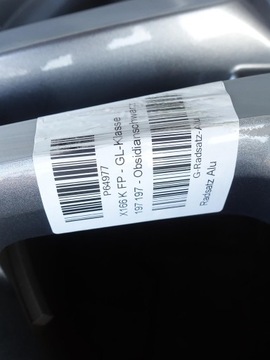 P64977
X166 K FP - GL-Klasse
197 197 - Obsidianschwarz
G-Radsatz-Alu
Radsatz Alu